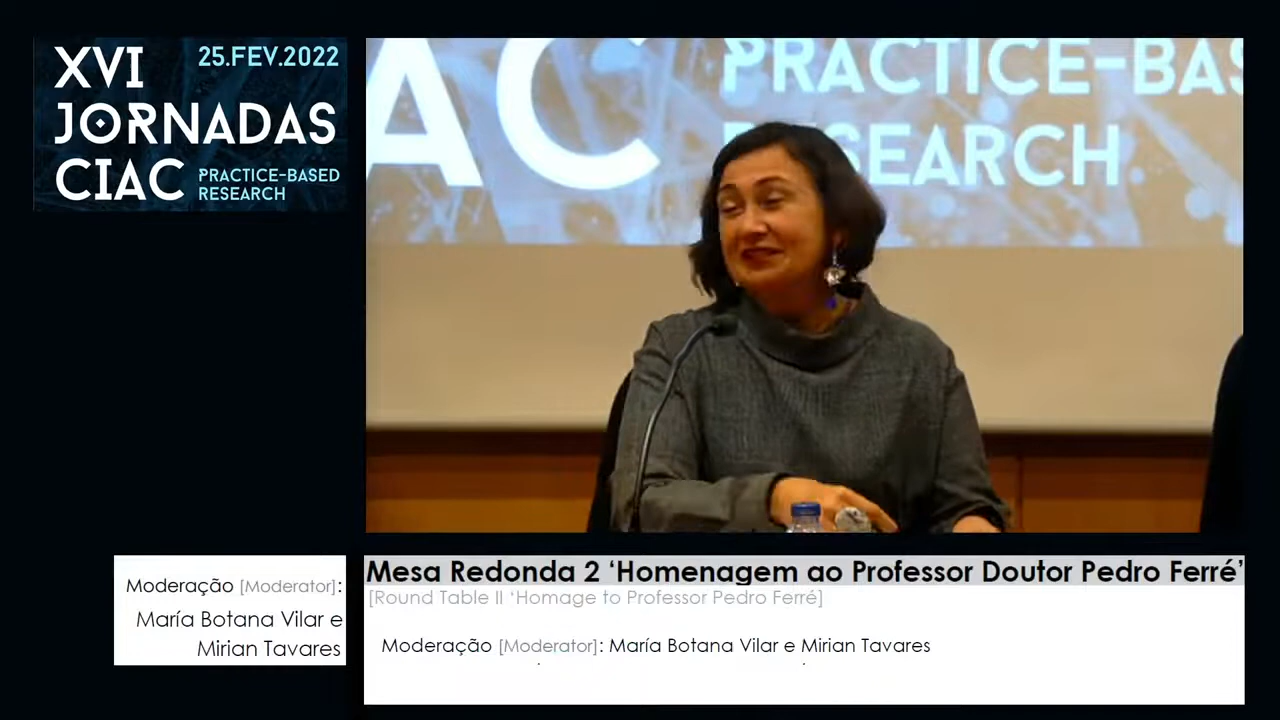 XVI
25.FEV.2022
JORNADAS
CIAC
PRACTICE-BASED
RESEARCH
AC
PRACTICE-BAS
RESEARCH
Moderação [Moderator]:
María Botana Vilar e
Mirian Tavares
Mesa Redonda 2 ‘Homenagem ao Professor Doutor Pedro Ferré’
[Round Table II ‘Homage to Professor Pedro Ferré]
Moderação [Moderator]: María Botana Vilar e Mirian Tavares